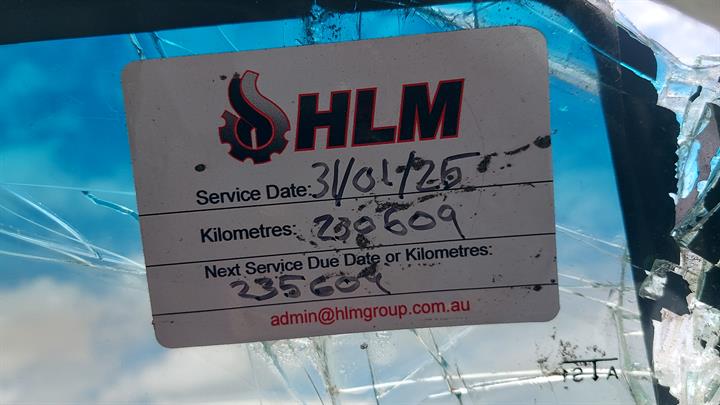 HLM
Service Date: 31/01/25
Kilometres: 230609
Next Service Due Date or Kilometres:
235609
admin@hlmgroup.com.au